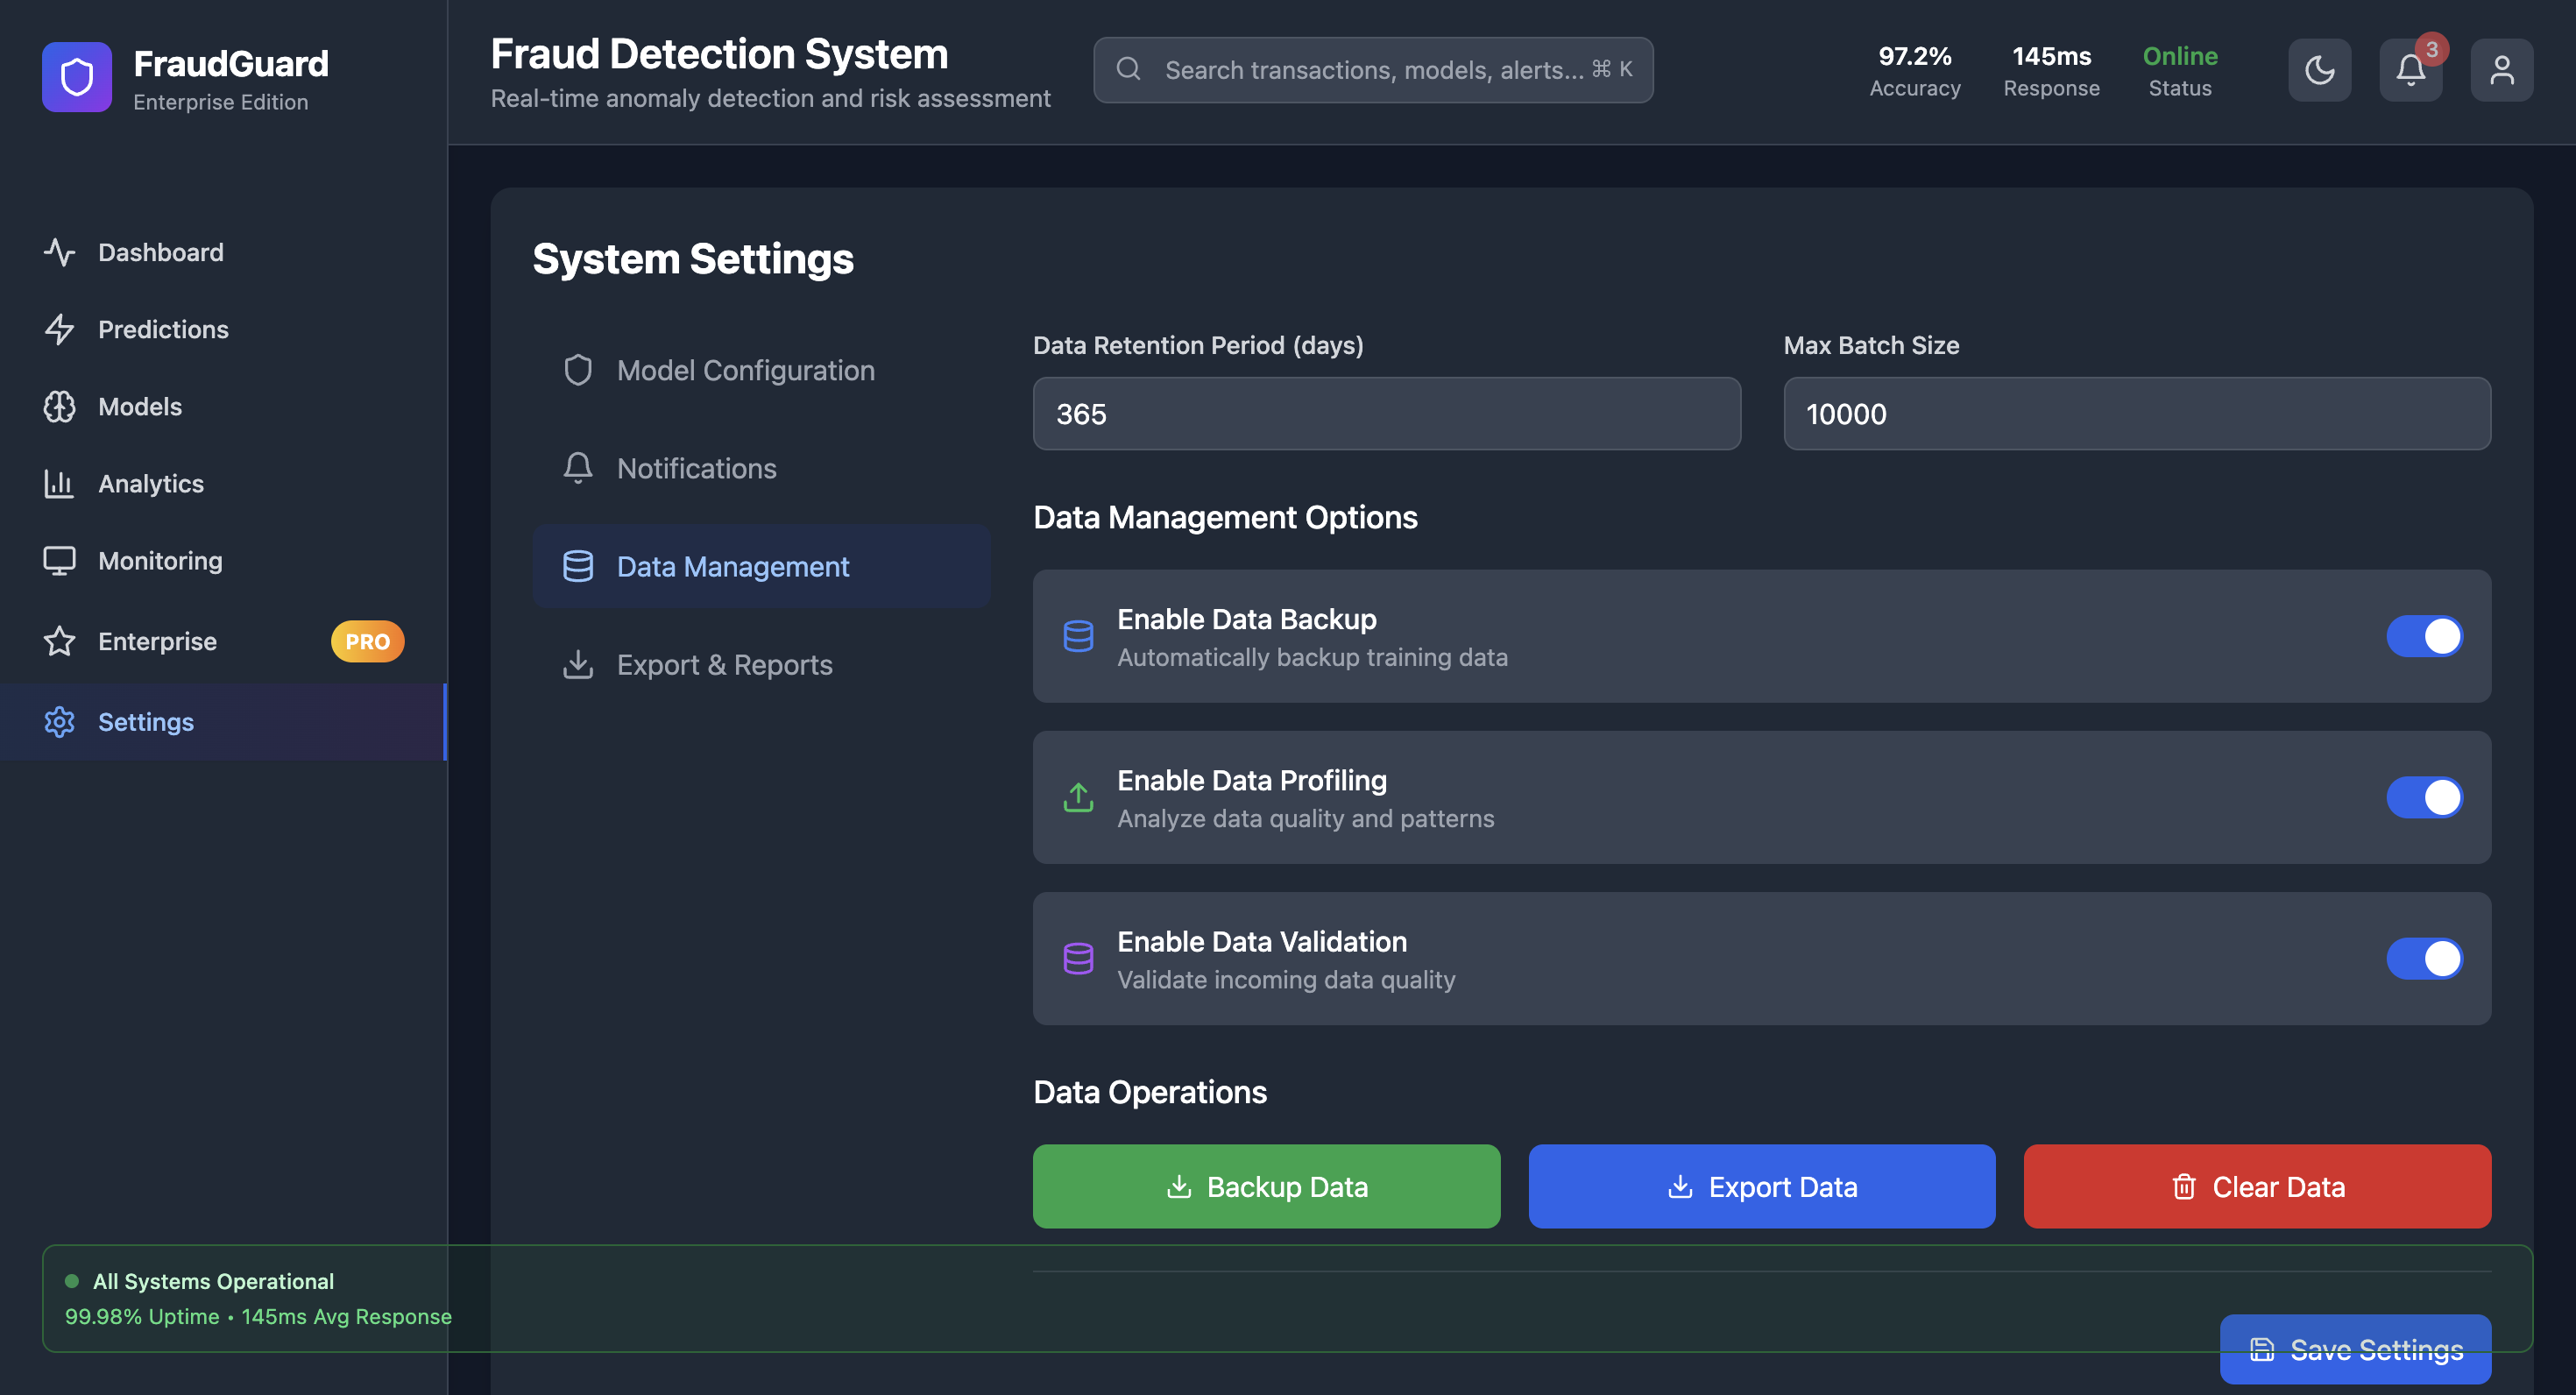 FraudGuard
Enterprise Edition
Dashboard
Predictions
Models
Analytics
Monitoring
Enterprise
PRO
Settings
All Systems Operational
99.98% Uptime • 145ms Avg Response
Fraud Detection System
Real-time anomaly detection and risk assessment
Search transactions, models, alerts... ⌘ K
97.2%
Accuracy
145ms
Response
Online
Status
3
System Settings
Model Configuration
Notifications
Data Management
Export & Reports
Data Retention Period (days)
365
Max Batch Size
10000
Data Management Options
Enable Data Backup
Automatically backup training data
Enable Data Profiling
Analyze data quality and patterns
Enable Data Validation
Validate incoming data quality
Data Operations
Backup Data
Export Data
Clear Data
Save Settings